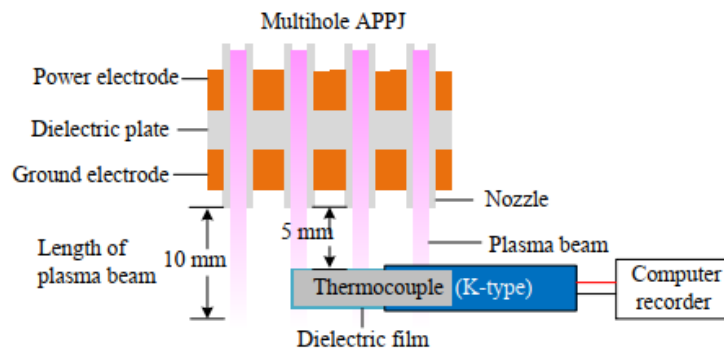 Multihole APPJ
Power electrode
Dielectric plate
Ground electrode
Nozzle
Length of
plasma beam
10 mm
5 mm
Plasma beam
Thermocouple (K-type)
Computer
recorder
Dielectric film